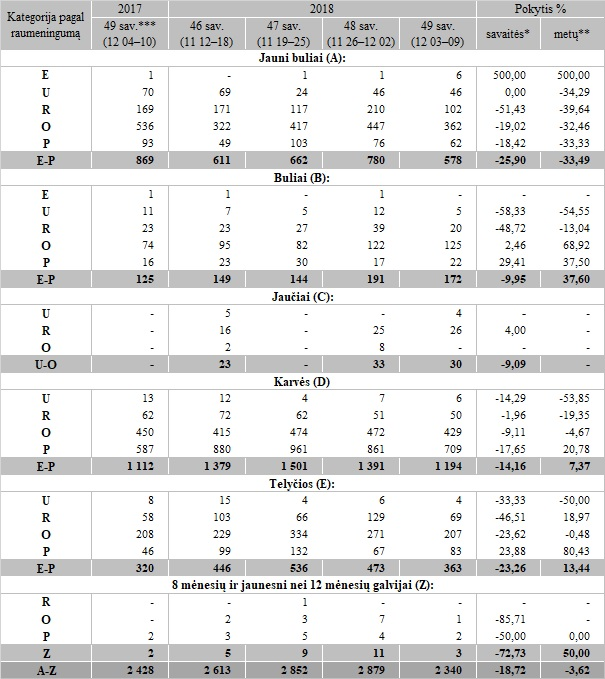 Kategorija pagal raumeningumą 2017 2018 Pokytis %
49 sav.*** (12 04–10) 46 sav. (11 12–18) 47 sav. (11 19–25) 48 sav. (11 26–12 02) 49 sav. (12 03–09) savaitės* metų**
Jauni buliai (A):
E 1 - 1 1 6 500,00 500,00
U 70 69 24 46 46 0,00 -34,29
R 169 171 117 210 102 -51,43 -39,64
O 536 322 417 447 362 -19,02 -32,46
P 93 49 103 76 62 -18,42 -33,33
E-P 869 611 662 780 578 -25,90 -33,49
Buliai (B):
E 1 1 - 1 - - -
U 11 7 5 12 5 -58,33 -54,55
R 23 23 27 39 20 -48,72 -13,04
O 74 95 82 122 125 2,46 68,92
P 16 23 30 17 22 29,41 37,50
E-P 125 149 144 191 172 -9,95 37,60
Jaučiai (C):
U - 5 - - 4 - -
R - 16 - 25 26 4,00 -
O - 2 - 8 - - -
U-O - 23 - 33 30 -9,09 -
Karvės (D)
U 13 12 4 7 6 -14,29 -53,85
R 62 72 62 51 50 -1,96 -19,35
O 450 415 474 472 429 -9,11 -4,67
P 587 880 961 861 709 -17,65 20,78
E-P 1 112 1 379 1 501 1 391 1 194 -14,16 7,37
Telyčios (E):
U 8 15 4 6 4 -33,33 -50,00
R 58 103 66 129 69 -46,51 18,97
O 208 229 334 271 207 -23,62 -0,48
P 46 99 132 67 83 23,88 80,43
E-P 320 446 536 473 363 -23,26 13,44
8 mėnesių ir jaunesni nei 12 mėnesių galvijai (Z):
R - - 1 - - - -
O - 2 3 7 1 -85,71 -
P 2 3 5 4 2 -50,00 0,00
Z 2 5 9 11 3 -72,73 50,00
A-Z 2 428 2 613 2 852 2 879 2 340 -18,72 -3,62